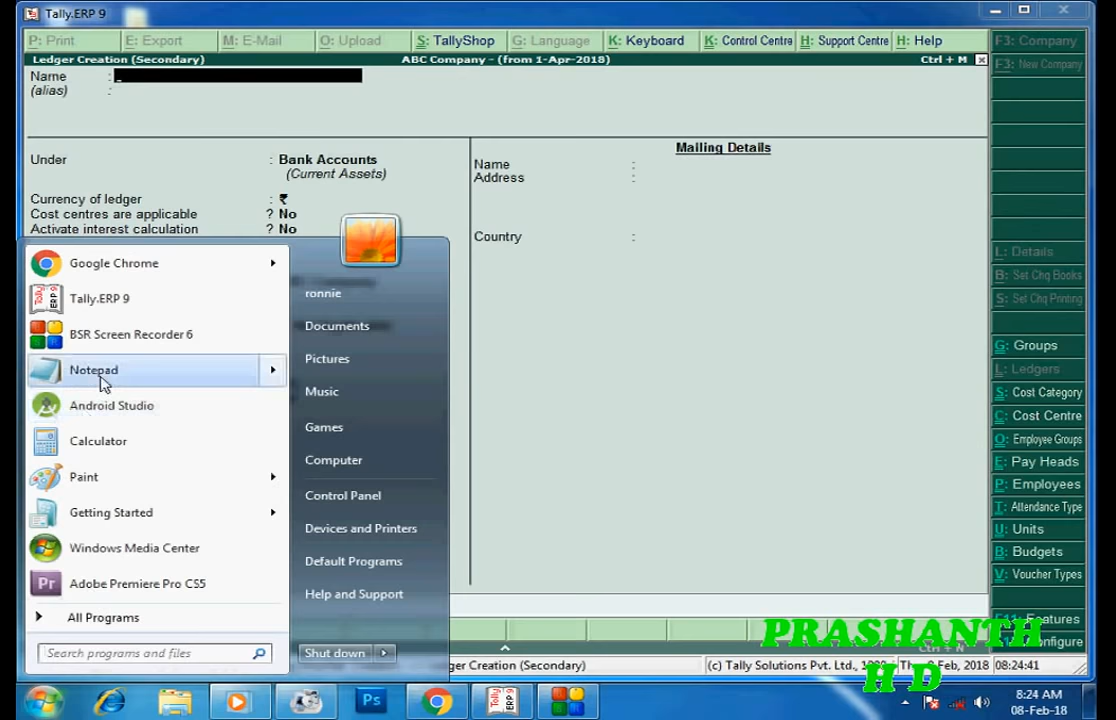 Tally.ERP 9
P: Print E: Export M: E-Mail O: Upload S: TallyShop G: Language K: Keyboard K: Control Centre H: Support Centre H: Help F3: Company
Ledger Creation (Secondary) ABC Company - (from 1-Apr-2018) Ctrl + M F3: New Company
Name :
(alias) :
Mailing Details
Under : Bank Accounts Name :
(Current Assets) Address :
Currency of ledger : ₹
Cost centres are applicable ? No
Activate interest calculation ? No
Country :
L: Details
B: Set Chq Books
S: Set Chq Printing
G: Groups
L: Ledgers
S: Cost Category
C: Cost Centre
O: Employee Groups
E: Pay Heads
P: Employees
T: Attendance Type
U: Units
B: Budgets
V: Voucher Types
F11: Features
Configure
Google Chrome
Tally.ERP 9
BSR Screen Recorder 6
Notepad
Android Studio
Calculator
Paint
Getting Started
Windows Media Center
Adobe Premiere Pro CS5
All Programs
Search programs and files
ronnie
Documents
Pictures
Music
Games
Computer
Control Panel
Devices and Printers
Default Programs
Help and Support
Shut down
PRASHANTH
H D
Ctrl + N
Ledger Creation (Secondary) (c) Tally Solutions Pvt. Ltd., 2018 08:24:41
Ps
8:24 AM
08-Feb-18